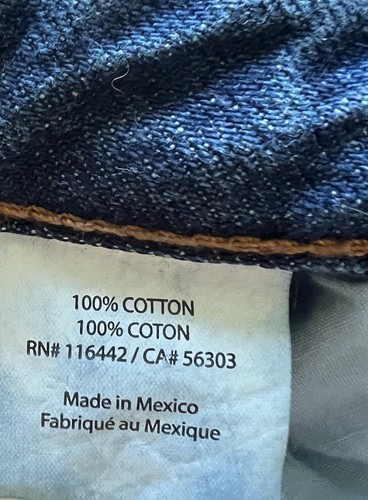 100% COTTON
100% COTON
RN# 116442 / CA# 56303
Made in Mexico
Fabriqué au Mexique